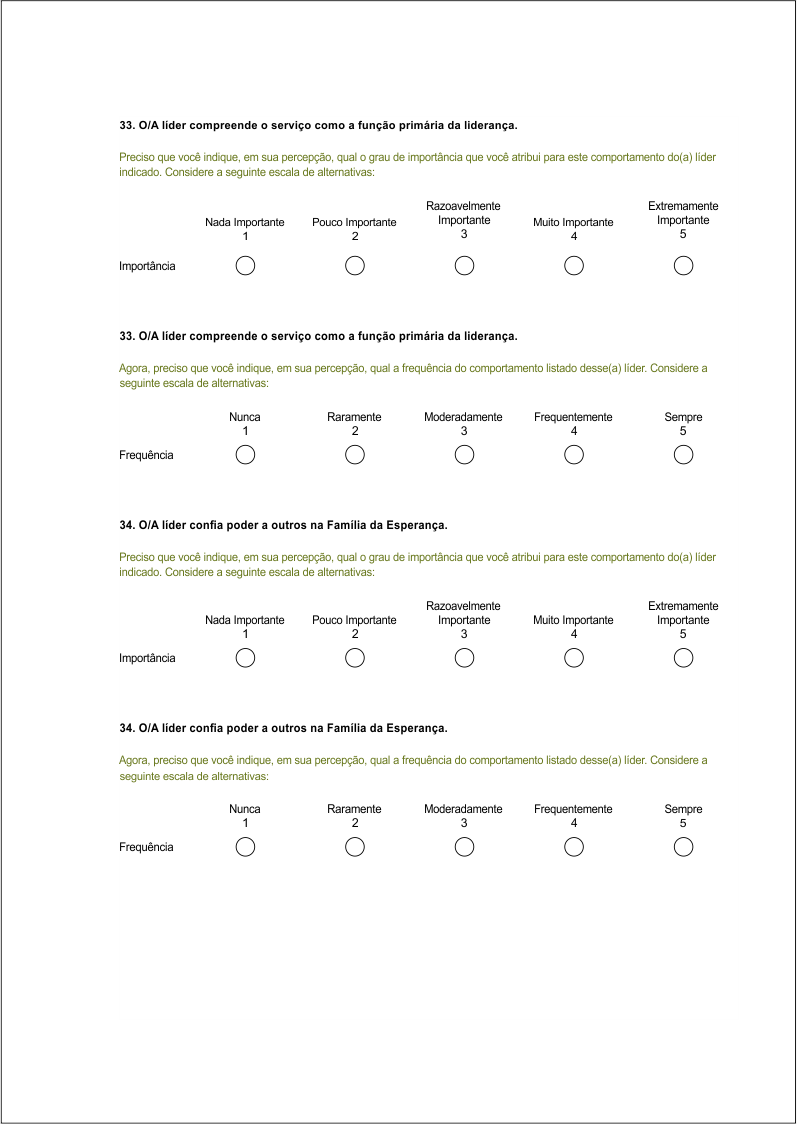 33. O/A líder compreende o serviço como a função primária da liderança.
Preciso que você indique, em sua percepção, qual o grau de importância que você atribui para este comportamento do(a) líder
indicado. Considere a seguinte escala de alternativas:
Nada Importante Pouco Importante Razoavelmente Importante Muito Importante Extremamente Importante
1 2 3 4 5
Importância
33. O/A líder compreende o serviço como a função primária da liderança.
Agora, preciso que você indique, em sua percepção, qual a frequência do comportamento listado desse(a) líder. Considere a
seguinte escala de alternativas:
Nunca Raramente Moderadamente Frequentemente Sempre
1 2 3 4 5
Frequência
34. O/A líder confia poder a outros na Família da Esperança.
Preciso que você indique, em sua percepção, qual o grau de importância que você atribui para este comportamento do(a) líder
indicado. Considere a seguinte escala de alternativas:
Nada Importante Pouco Importante Razoavelmente Importante Muito Importante Extremamente Importante
1 2 3 4 5
Importância
34. O/A líder confia poder a outros na Família da Esperança.
Agora, preciso que você indique, em sua percepção, qual a frequência do comportamento listado desse(a) líder. Considere a
seguinte escala de alternativas:
Nunca Raramente Moderadamente Frequentemente Sempre
1 2 3 4 5
Frequência